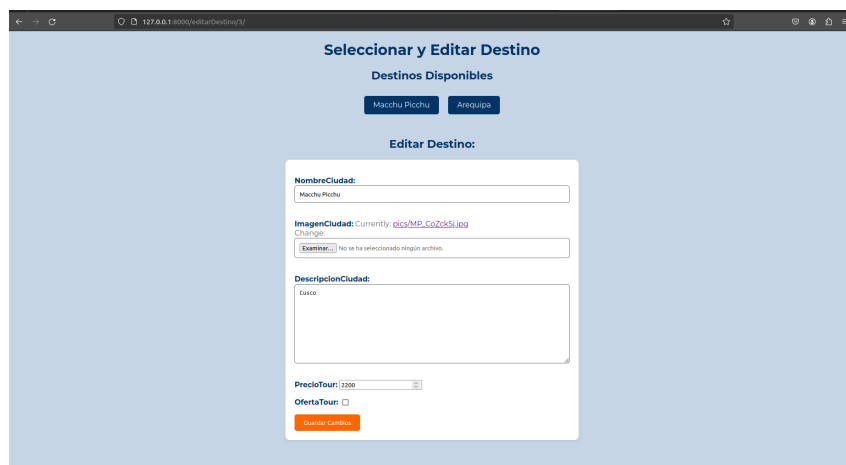 127.0.0.1:8000/editarDestino/3/
Seleccionar y Editar Destino
Destinos Disponibles
Macchu Picchu Arequipa
Editar Destino:
NombreCiudad:
Macchu Picchu
ImagenCiudad: Currently: pics/MP_CoZck5j.jpg
Change:
Examinar... No se ha seleccionado ningún archivo.
DescripcionCiudad:
Cusco
PrecioTour: 2200
OfertaTour:
Guardar Cambios